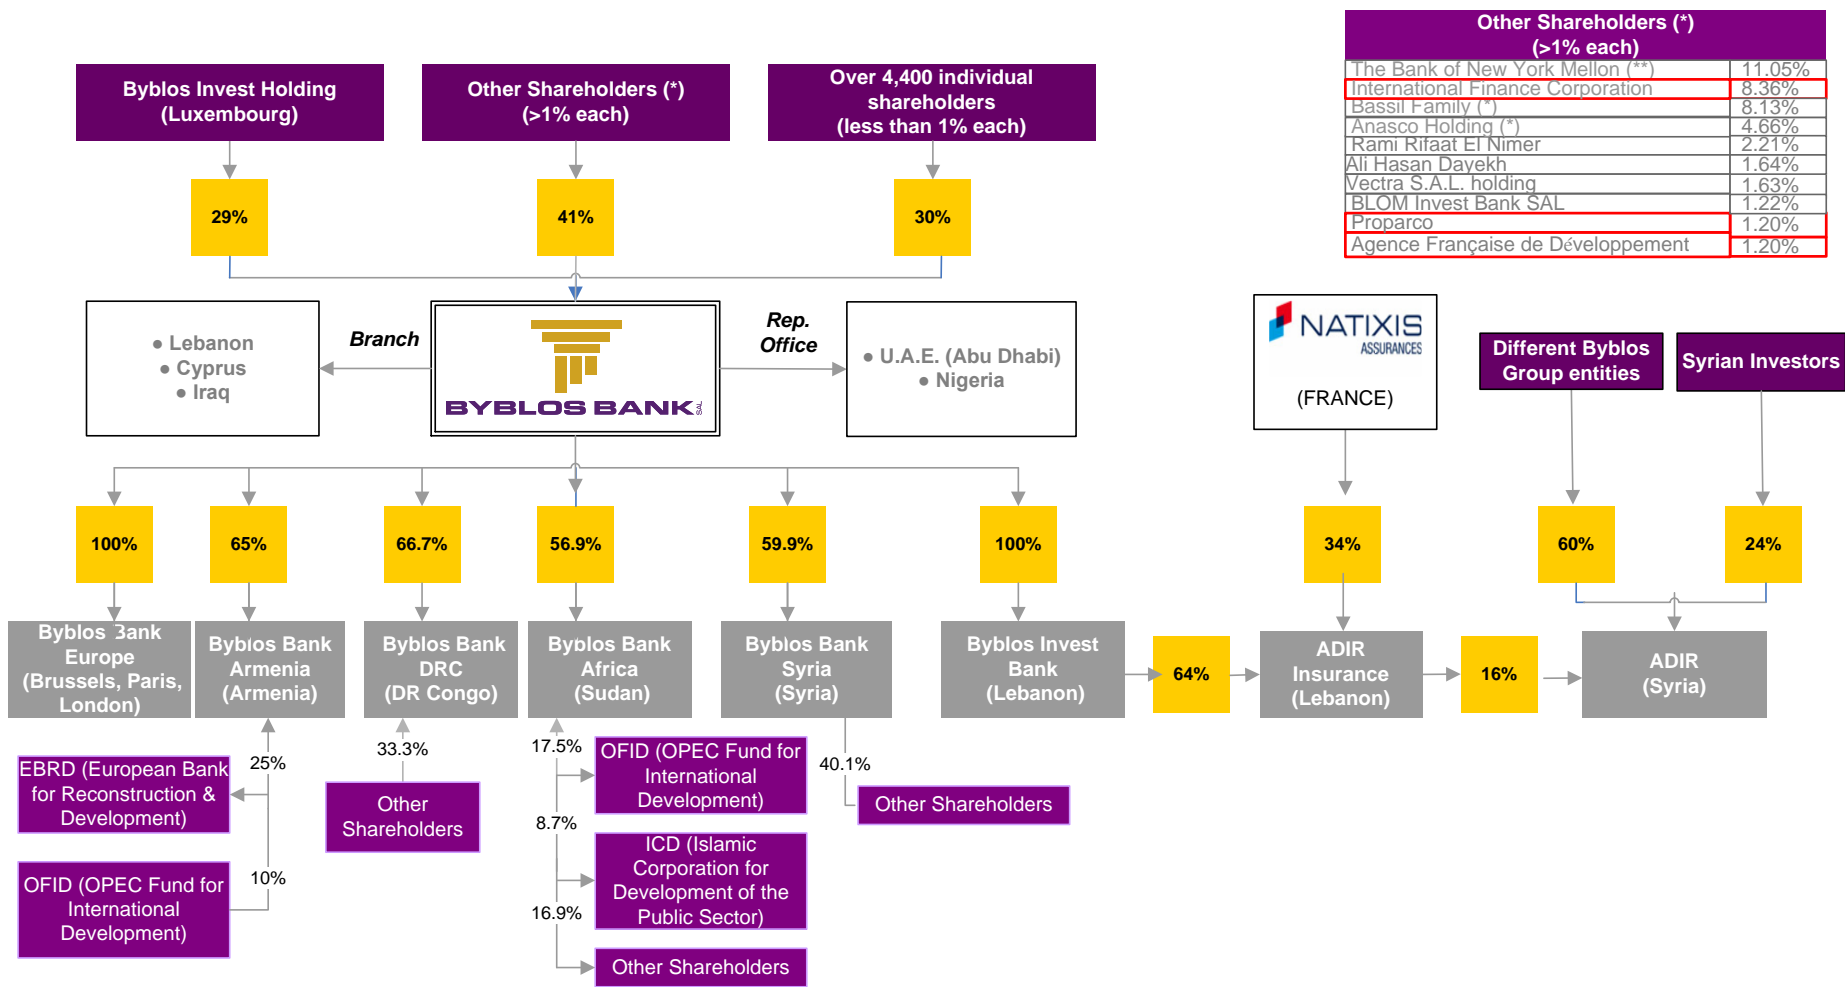 Other Shareholders (*)
(>1% each)
The Bank of New York Mellon (**) 11.05%
International Finance Corporation 8.36%
Bassil Family (*) 8.13%
Anasco Holding (*) 4.66%
Rami Rifaat El Nimer 2.21%
Ali Hasan Dayekh 1.64%
Vectra S.A.L. holding 1.63%
BLOM Invest Bank SAL 1.22%
Proparco 1.20%
Agence Française de Développement 1.20%
Byblos Invest Holding
(Luxembourg)
Other Shareholders (*)
(>1% each)
Over 4,400 individual
shareholders
(less than 1% each)
29%
41%
30%
● Lebanon
● Cyprus
● Iraq
Branch
BYBLOS BANK SAL
Rep.
Office
● U.A.E. (Abu Dhabi)
● Nigeria
NATIXIS
ASSURANCES
(FRANCE)
Different Byblos
Group entities
Syrian Investors
100%
65%
66.7%
56.9%
59.9%
100%
34%
60%
24%
Byblos Bank
Europe
(Brussels, Paris,
London)
Byblos Bank
Armenia
(Armenia)
Byblos Bank
DRC
(DR Congo)
Byblos Bank
Africa
(Sudan)
Byblos Bank
Syria
(Syria)
Byblos Invest
Bank
(Lebanon)
64%
ADIR
Insurance
(Lebanon)
16%
ADIR
(Syria)
EBRD (European Bank
for Reconstruction &
Development)
25%
OFID (OPEC Fund for
International
Development)
10%
33.3%
Other
Shareholders
17.5%
OFID (OPEC Fund for
International
Development)
8.7%
ICD (Islamic
Corporation for
Development of the
Public Sector)
16.9%
Other Shareholders
40.1%
Other Shareholders